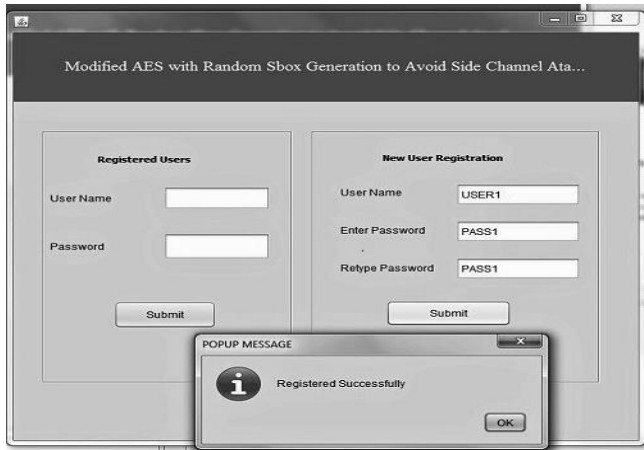 Modified AES with Random Sbox Generation to Avoid Side Channel Ata...
Registered Users
User Name
Password
Submit
New User Registration
User Name USER1
Enter Password PASS1
Retype Password PASS1
Submit
POPUP MESSAGE
Registered Successfully
OK